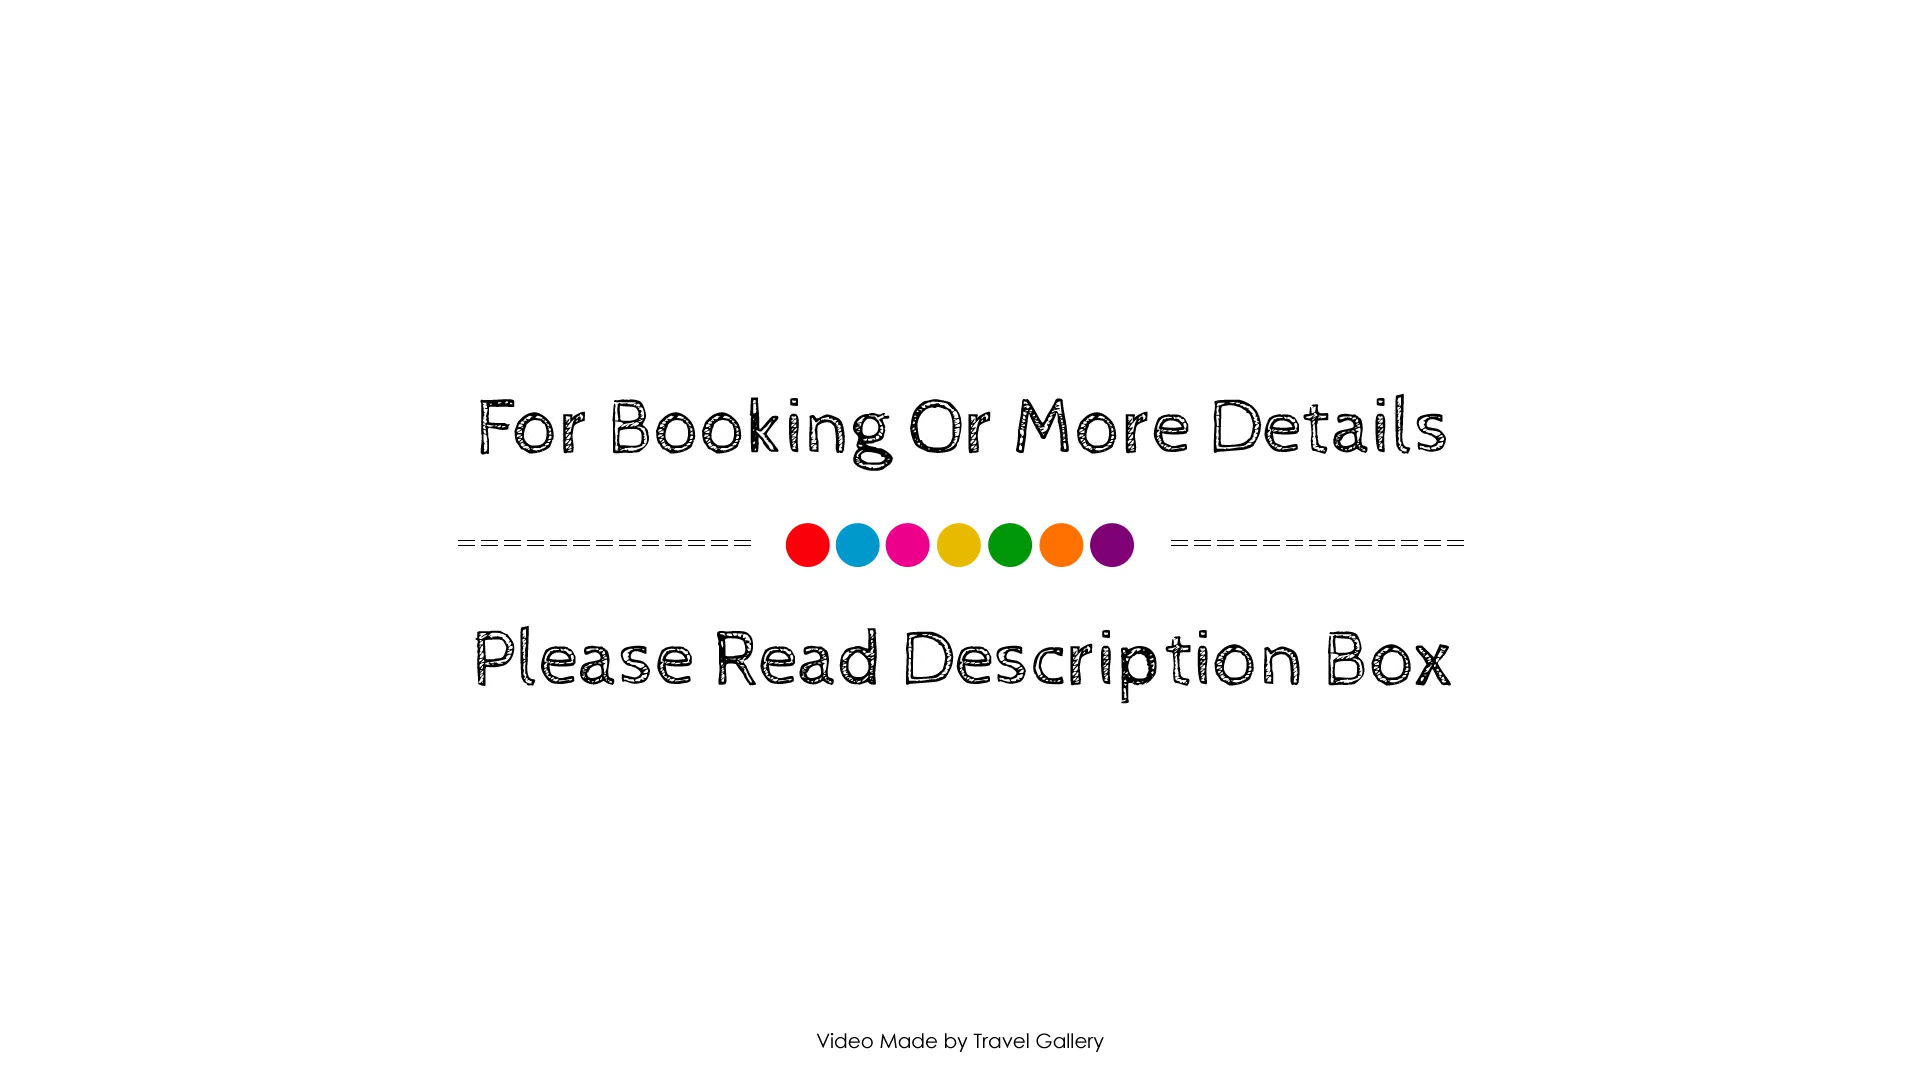 For Booking Or More Details
============= =============
Please Read Description Box
Video Made by Travel Gallery